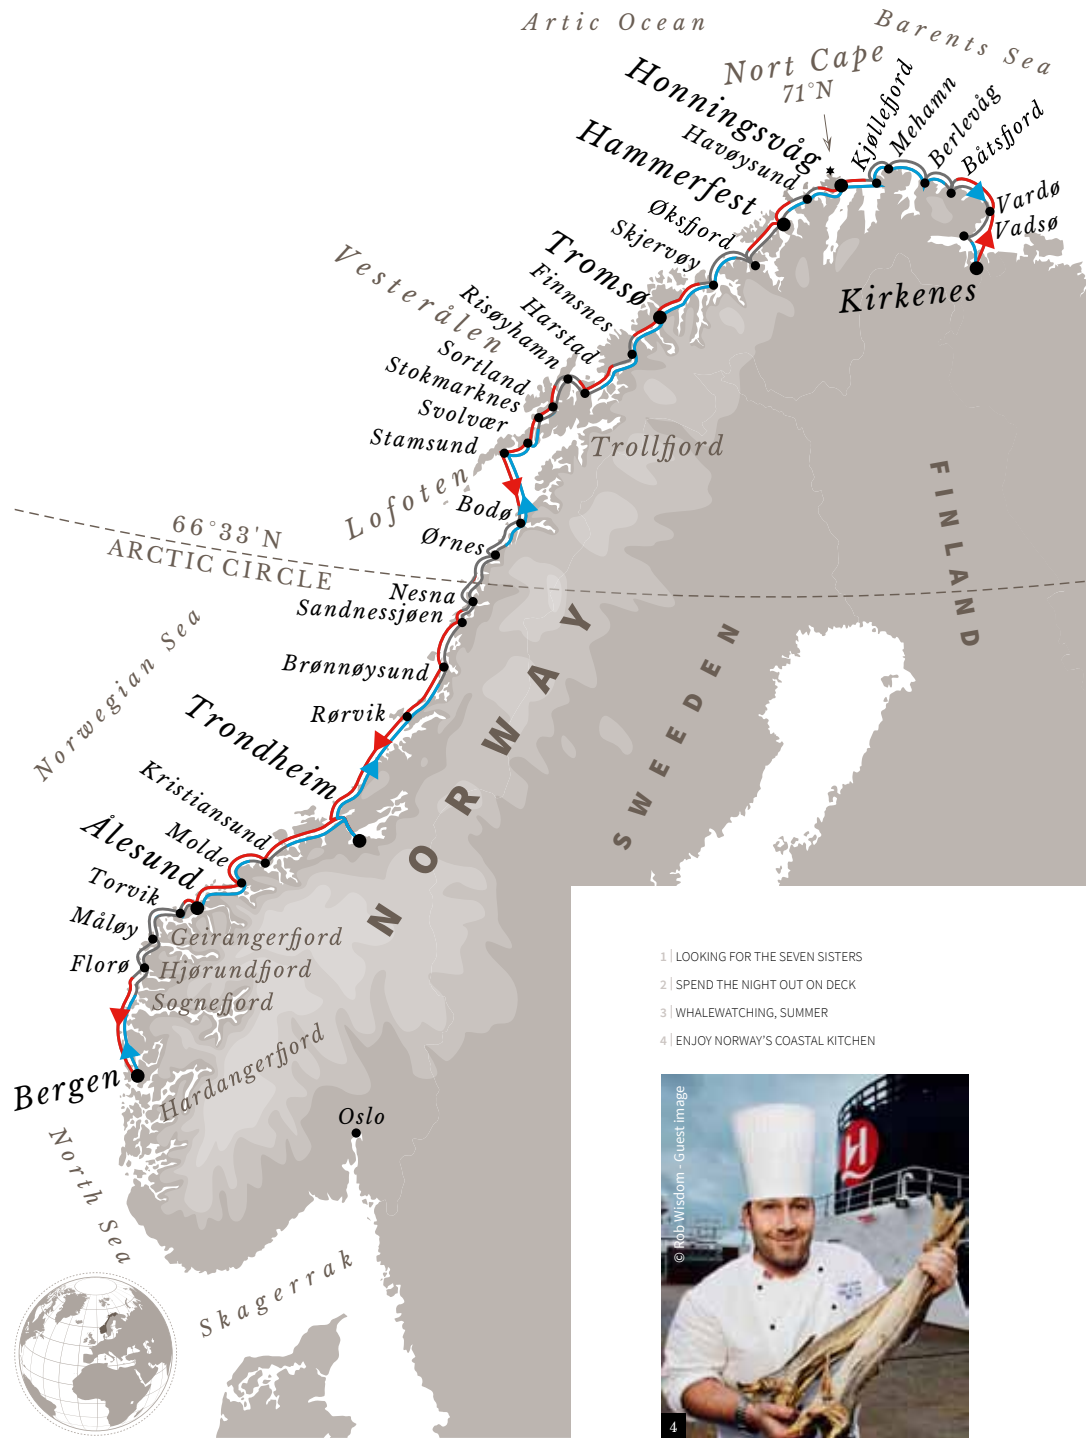 Artic Ocean
Barents Sea
Nort Cape
71°N
Honningsvåg
Havøysund
Hammerfest
Øksfjord
Skjervøy
Tromsø
Finnsnes
Harstad
Risøyhamn
Sortland
Stokmarknes
Svolvær
Stamsund
Kjøllefjord
Mehamn
Berlevåg
Båtsfjord
Vardø
Vadsø
Kirkenes
Vesterålen
Trollfjord
Lofoten
Bodø
Ørnes
66°33'N
ARCTIC CIRCLE
Nesna
Sandnessjøen
Brønnøysund
Rørvik
Norwegian Sea
Trondheim
Kristiansund
Molde
Ålesund
Torvik
Måløy
Florø
Geirangerfjord
Hjørundfjord
Sognefjord
Hardangerfjord
Bergen
Oslo
North Sea
Skagerrak
NORWAY
SWEEDEN
FINLAND
1 | LOOKING FOR THE SEVEN SISTERS
2 | SPEND THE NIGHT OUT ON DECK
3 | WHALEWATCHING, SUMMER
4 | ENJOY NORWAY'S COASTAL KITCHEN
© Rob Wisdom - Guest image
H
4